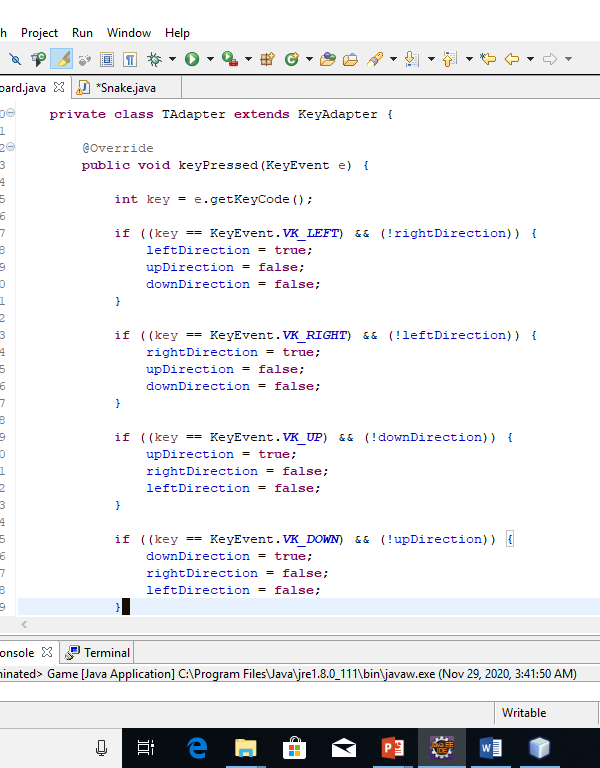 h Project Run Window Help
oard.java *Snake.java
0 private class TAdapter extends KeyAdapter {
1
2 @Override
3 public void keyPressed(KeyEvent e) {
4
5 int key = e.getKeyCode();
6
7 if ((key == KeyEvent.VK_LEFT) && (!rightDirection)) {
8 leftDirection = true;
9 upDirection = false;
0 downDirection = false;
1 }
2
3 if ((key == KeyEvent.VK_RIGHT) && (!leftDirection)) {
4 rightDirection = true;
5 upDirection = false;
6 downDirection = false;
7 }
8
9 if ((key == KeyEvent.VK_UP) && (!downDirection)) {
0 upDirection = true;
1 rightDirection = false;
2 leftDirection = false;
3 }
4
5 if ((key == KeyEvent.VK_DOWN) && (!upDirection)) {
6 downDirection = true;
7 rightDirection = false;
8 leftDirection = false;
9 }
onsole Terminal
ninated> Game [Java Application] C:\Program Files\Java\jre1.8.0_111\bin\javaw.exe (Nov 29, 2020, 3:41:50 AM)
Writable